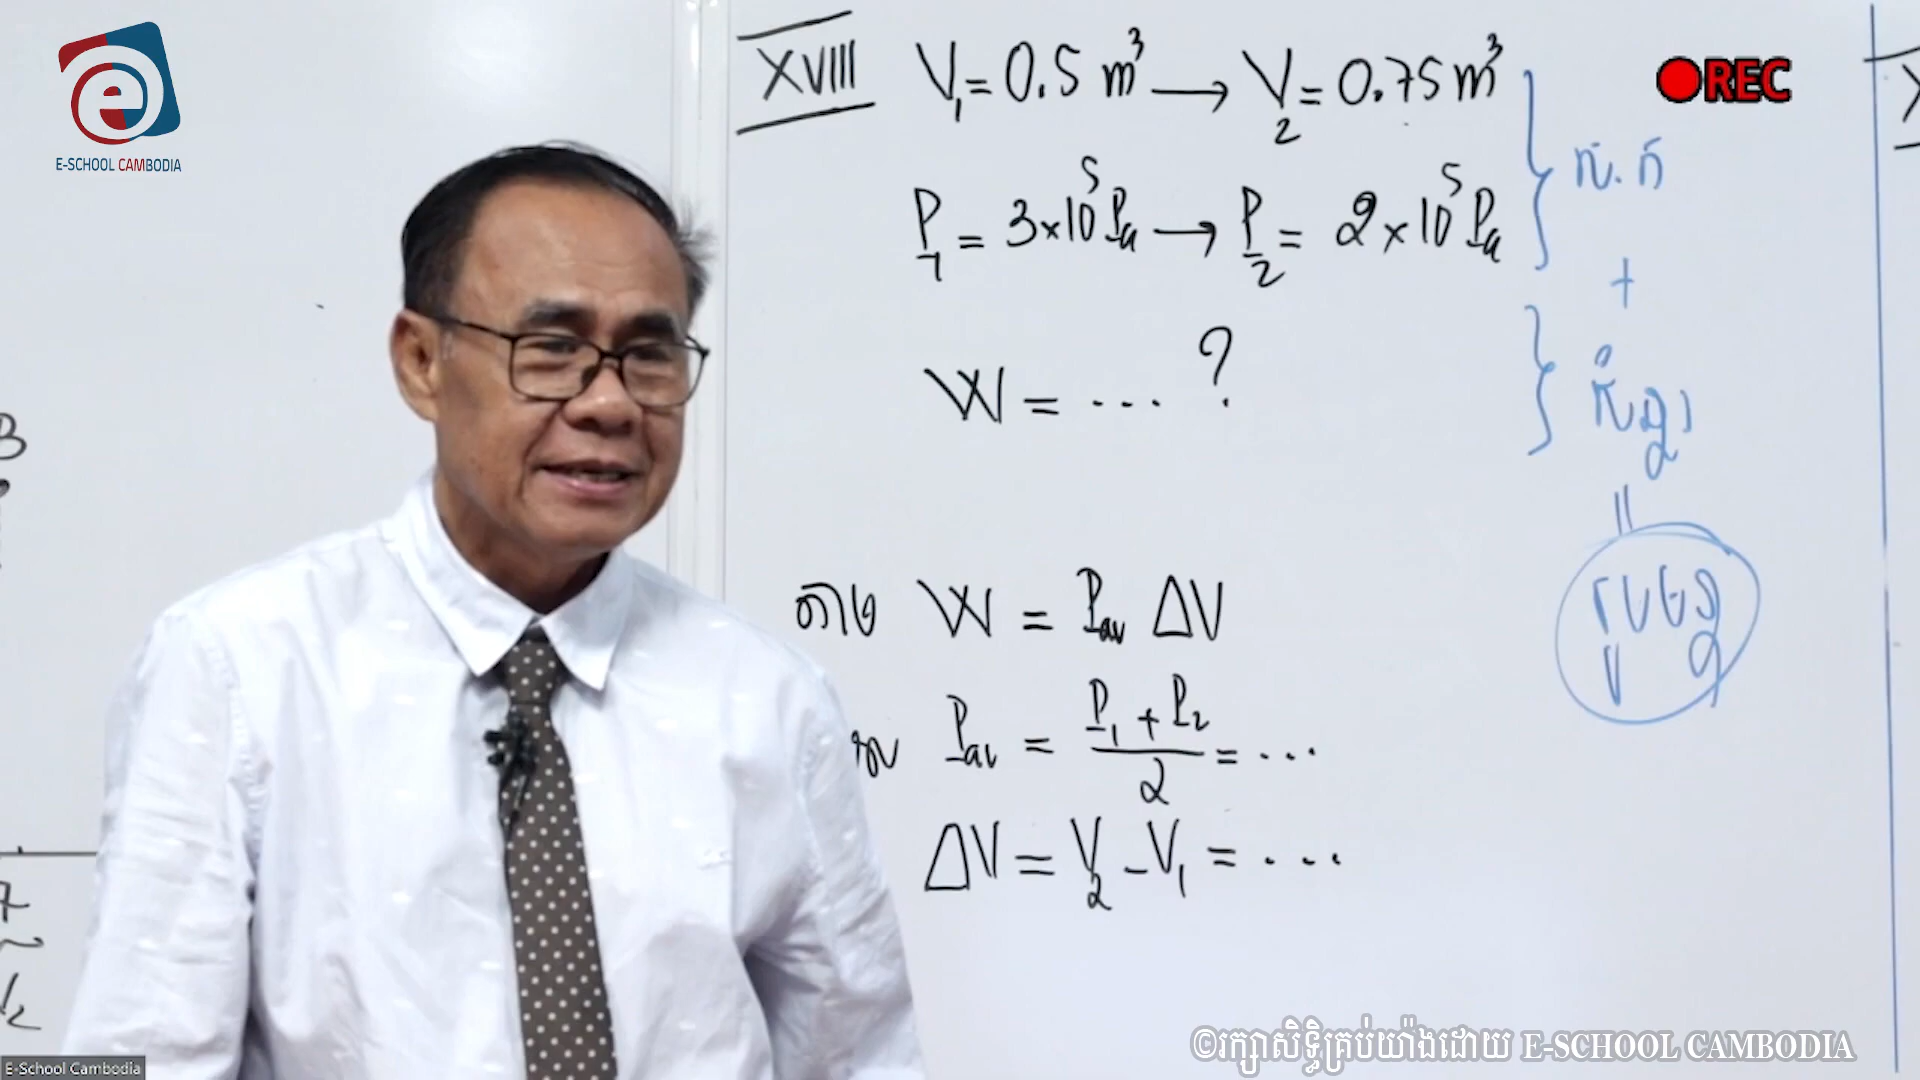 E-SCHOOL CAMBODIA
REC
XVIII V₁ = 0.5 m³ → V₂ = 0.75 m³
P₁ = 3×10⁵ Pa → P₂ = 2×10⁵ Pa
W = ... ?
តាម W = Pav ΔV
Pav = (P₁ + P₂)/2 = ...
ΔV = V₂ - V₁ = ...
+
=
E-School Cambodia
©រក្សាសិទ្ធិគ្រប់យ៉ាងដោយ E-SCHOOL CAMBODIA